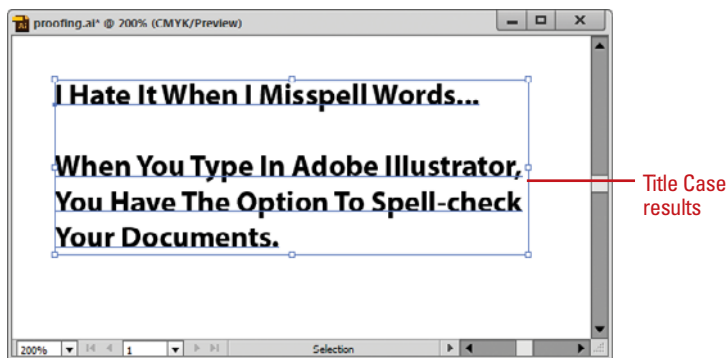 proofing.ai* @ 200% (CMYK/Preview)
I Hate It When I Misspell Words...
When You Type In Adobe Illustrator,
You Have The Option To Spell-check
Your Documents.
Title Case
results
200% 1 Selection